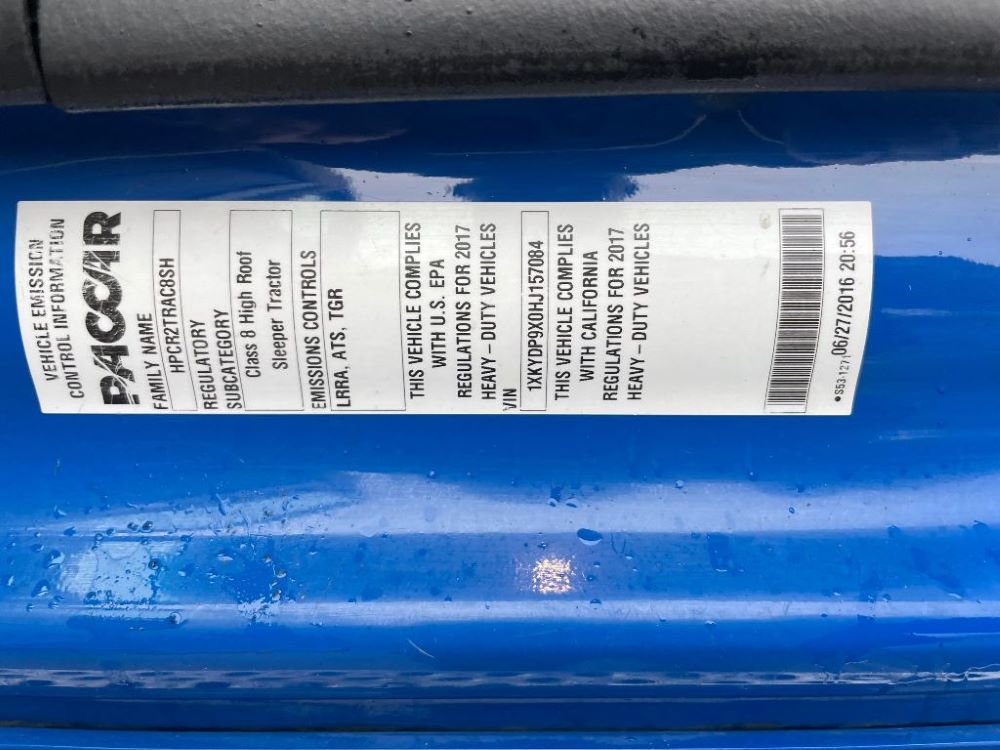 VEHICLE EMISSION
CONTROL INFORMATION
PACCAR
FAMILY NAME
HPCR2TRAC8SH
REGULATORY
SUBCATEGORY
Class 8 High Roof
Sleeper Tractor
EMISSIONS CONTROLS
LRRA, ATS, TGR
THIS VEHICLE COMPLIES
WITH U.S. EPA
REGULATIONS FOR 2017
HEAVY – DUTY VEHICLES
VIN
1XKYDP9X0HJ157084
THIS VEHICLE COMPLIES
WITH CALIFORNIA
REGULATIONS FOR 2017
HEAVY – DUTY VEHICLES
06/27/2016 20:56